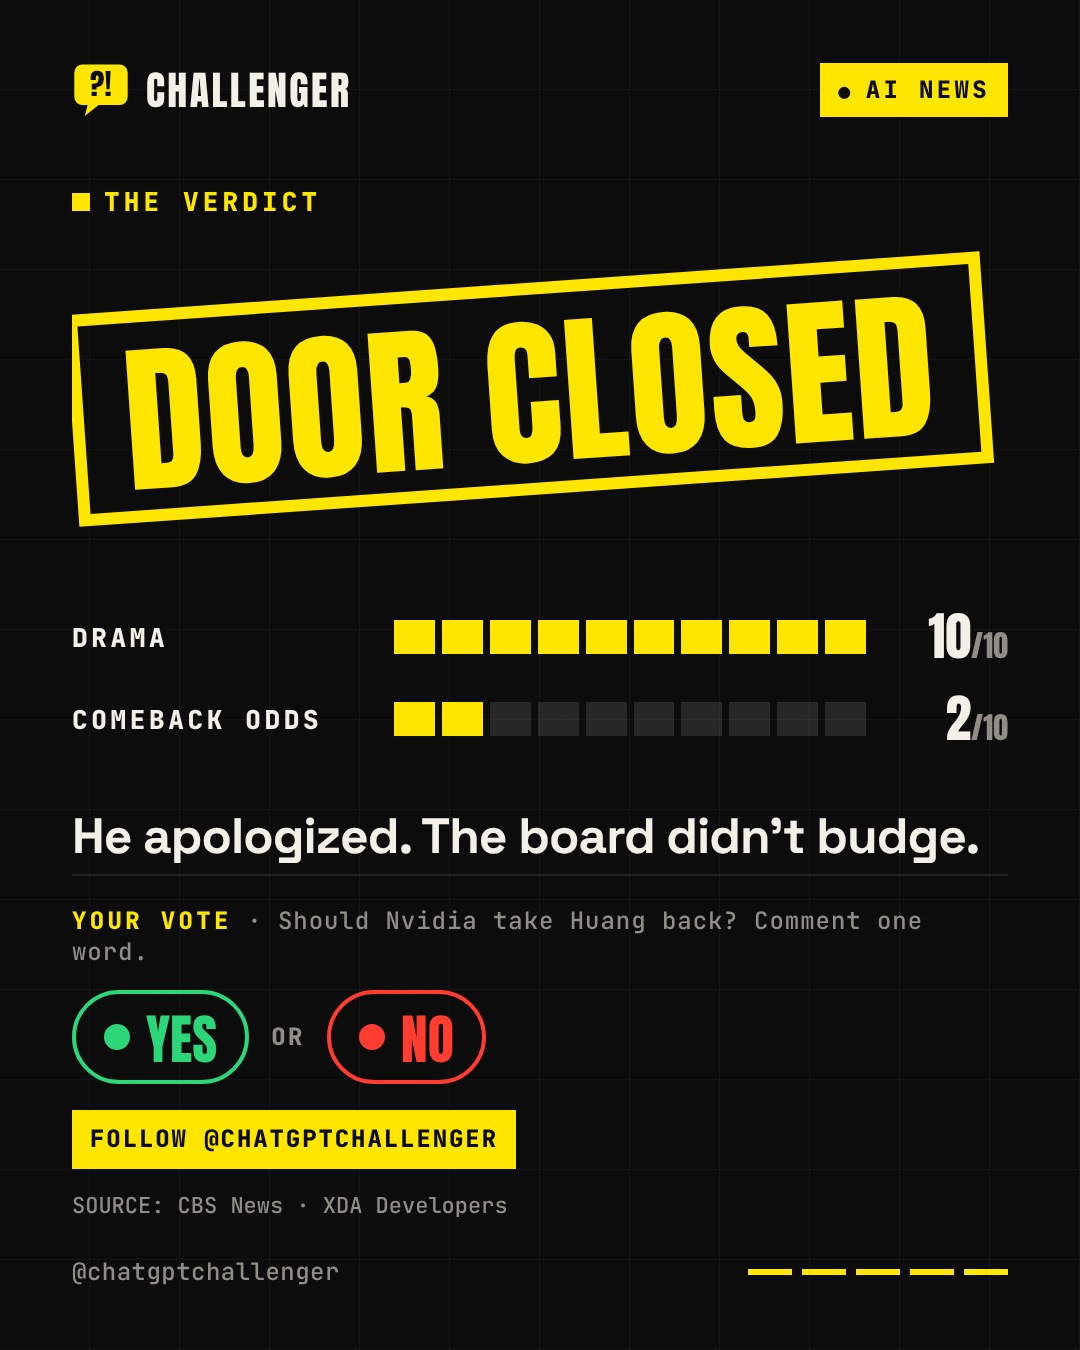 ?! CHALLENGER
● AI NEWS
THE VERDICT
DOOR CLOSED
DRAMA 10/10
COMEBACK ODDS 2/10
He apologized. The board didn’t budge.
YOUR VOTE · Should Nvidia take Huang back? Comment one
word.
YES OR NO
FOLLOW @CHATGPTCHALLENGER
SOURCE: CBS News · XDA Developers
@chatgptchallenger